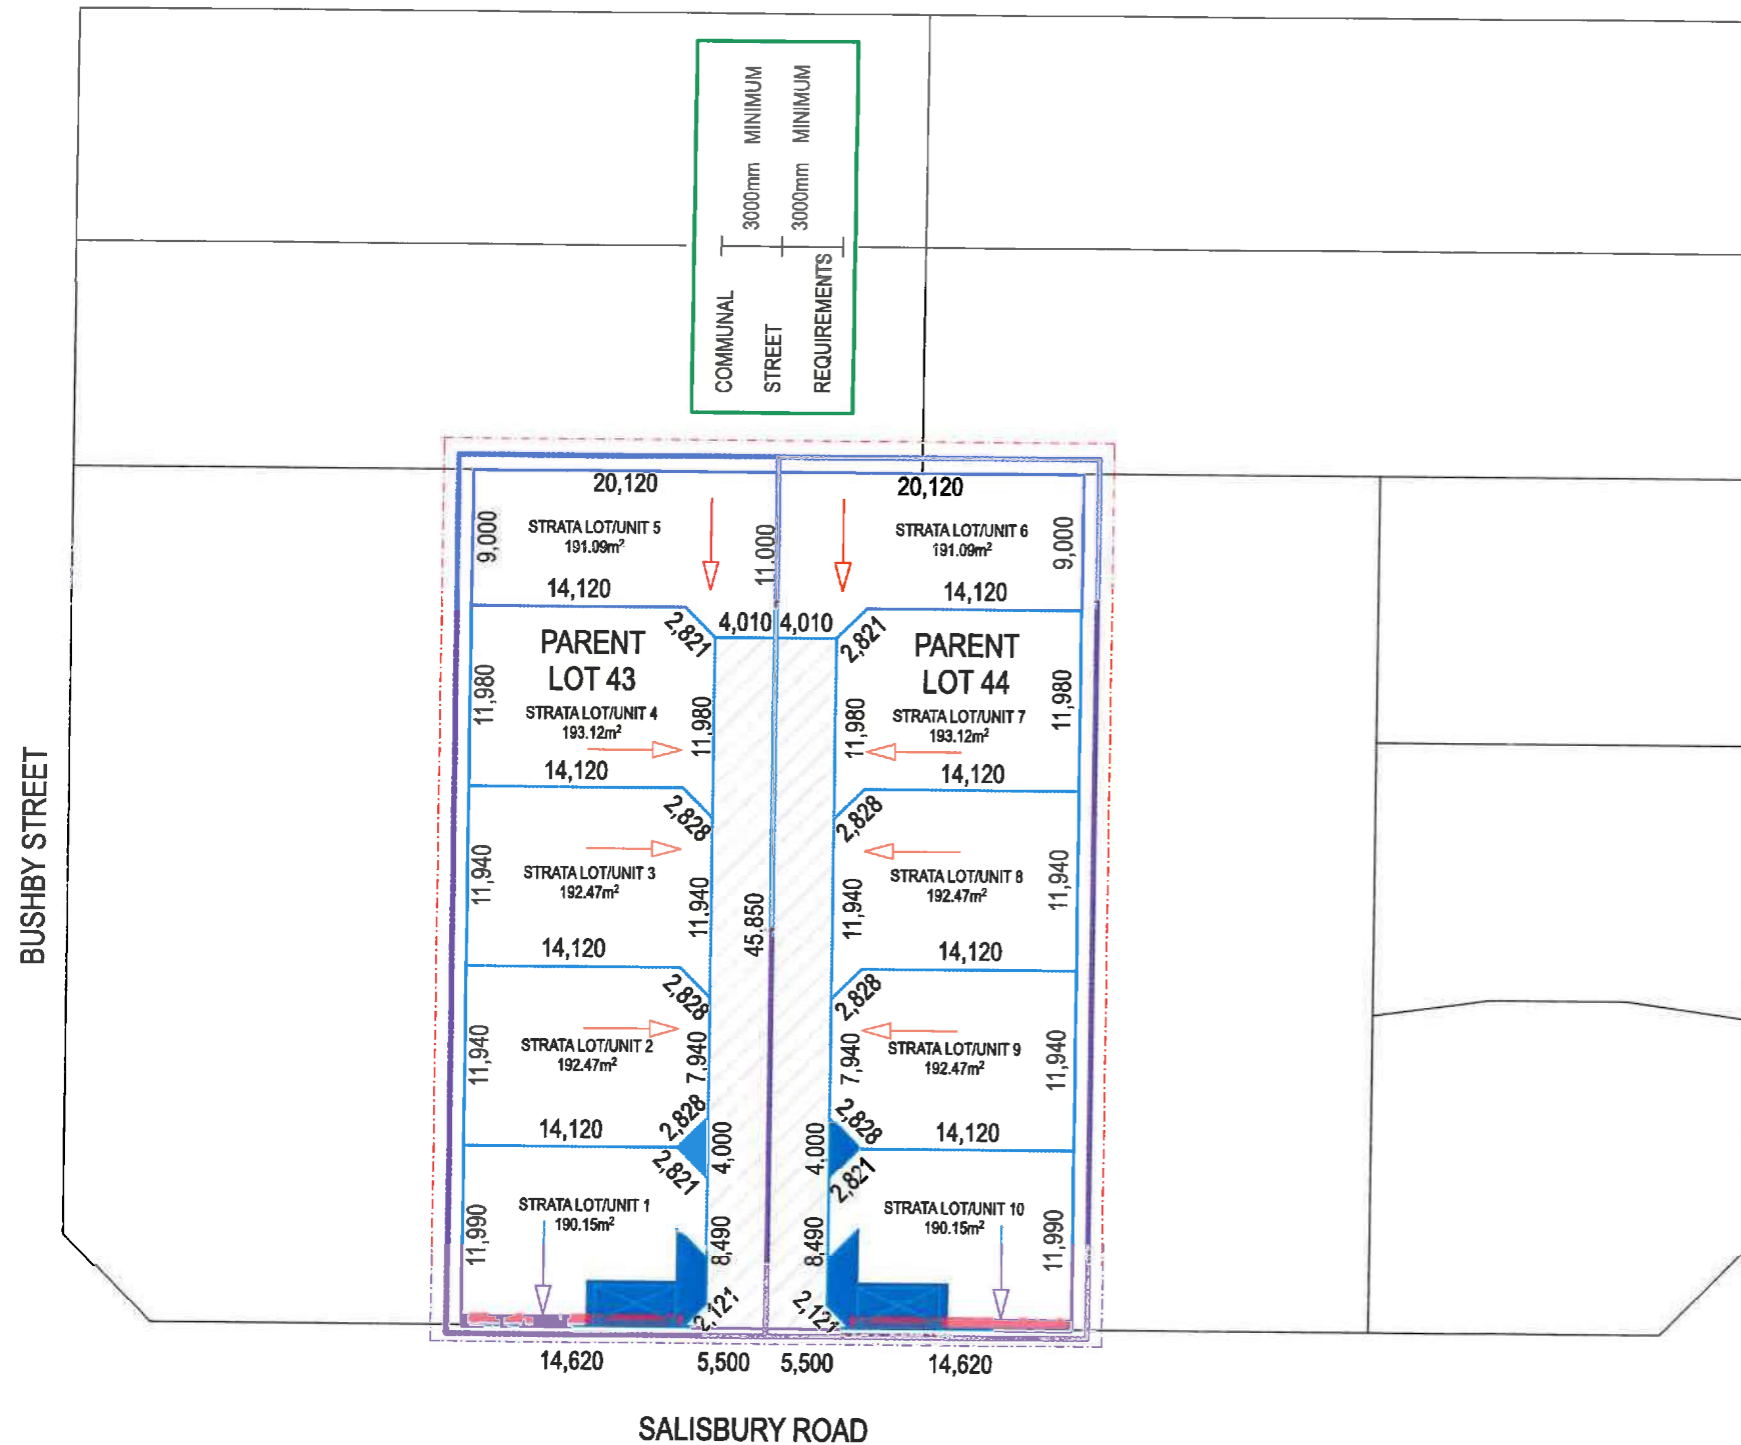 COMMUNAL
STREET
REQUIREMENTS
3000mm MINIMUM
3000mm MINIMUM
20,120
20,120
9,000
STRATA LOT/UNIT 5
191.09m²
11.000
STRATA LOT/UNIT 6
191.09m²
9,000
14,120
14,120
2,821
4,010
4,010
2,821
PARENT
LOT 43
PARENT
LOT 44
11,980
STRATA LOT/UNIT 4
193.12m²
11,980
11,980
STRATA LOT/UNIT 7
193.12m²
11,980
14,120
14,120
2,828
2,828
BUSHBY STREET
11,940
STRATA LOT/UNIT 3
192.47m²
11.940
45.850
11,940
STRATA LOT/UNIT 8
192.47m²
11,940
14,120
14,120
2,828
2,828
11,940
STRATA LOT/UNIT 2
192.47m²
7,940
7,940
STRATA LOT/UNIT 9
192.47m²
11,940
14,120
2,828
2,828
14,120
4,000
4,000
2,821
2,821
11,990
STRATA LOT/UNIT 1
190.15m²
8,490
8,490
STRATA LOT/UNIT 10
190.15m²
11,990
2,121
2,121
14,620
5,500
5,500
14,620
SALISBURY ROAD